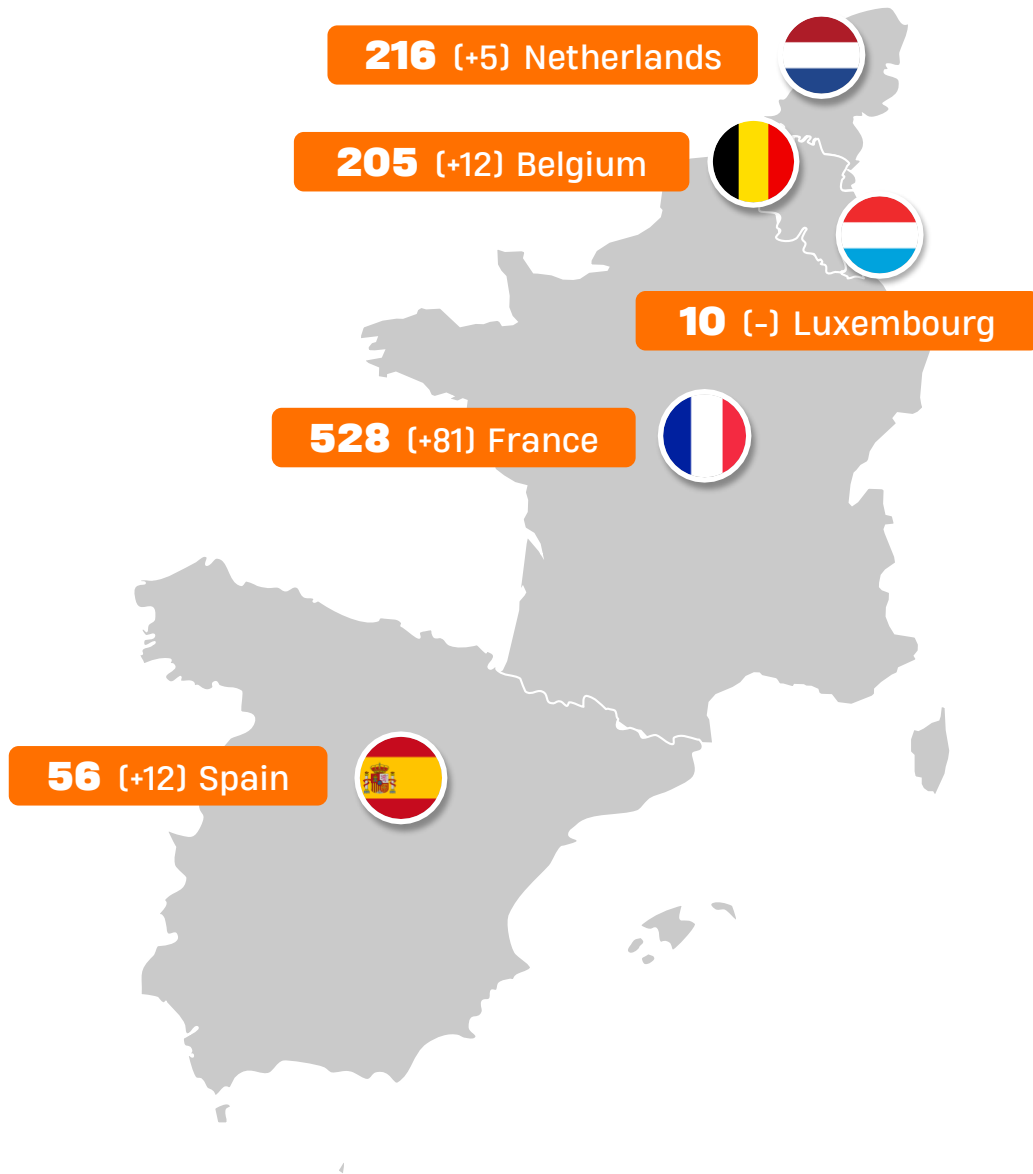 216 (+5) Netherlands
205 (+12) Belgium
10 (-) Luxembourg
528 (+81) France
56 (+12) Spain